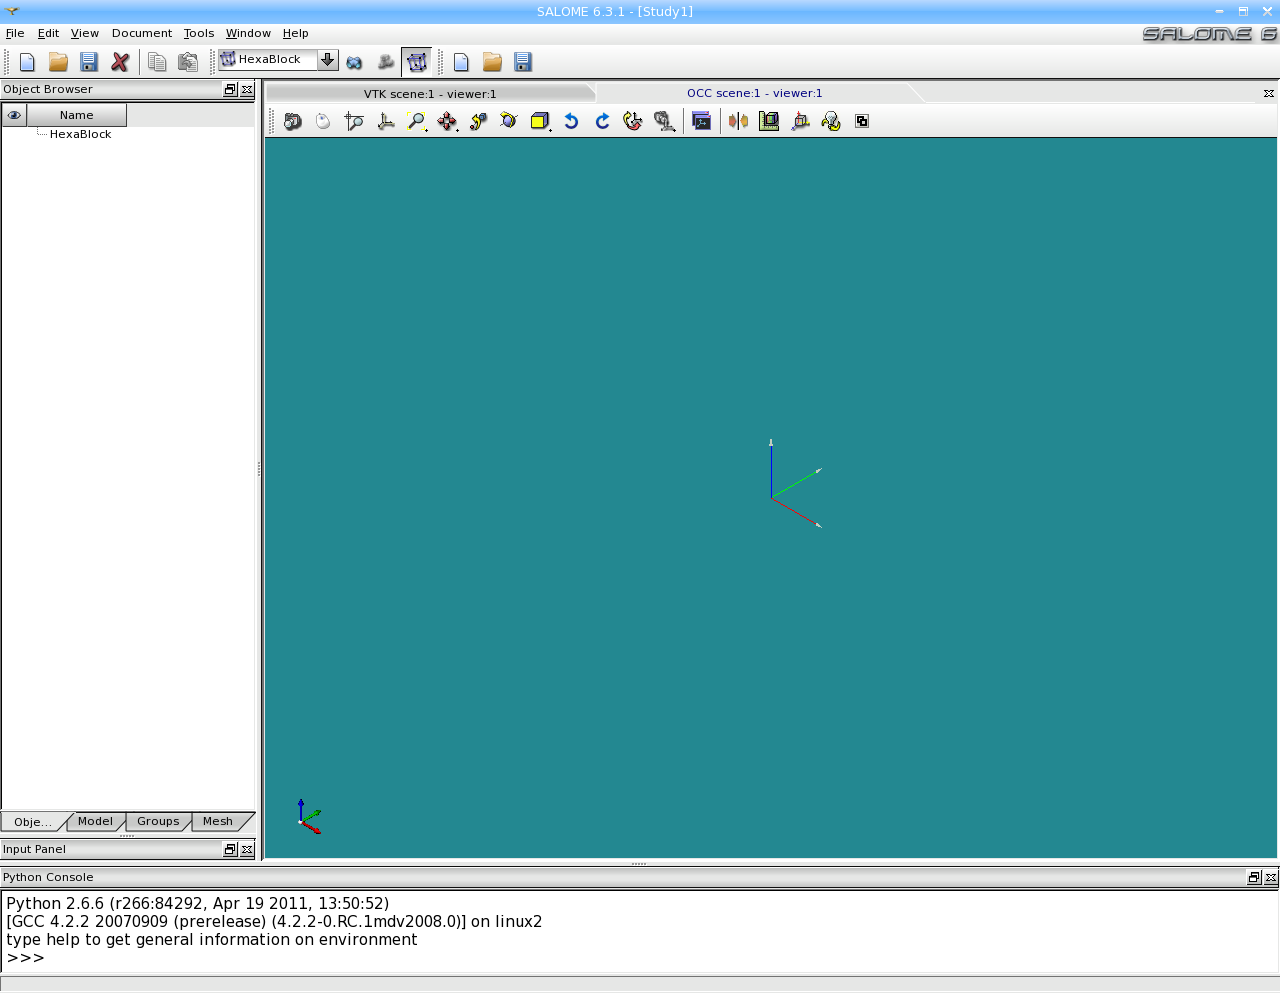 SALOME 6.3.1 - [Study1]
File Edit View Document Tools Window Help
SALOME 6
HexaBlock
Object Browser
VTK scene:1 - viewer:1
OCC scene:1 - viewer:1
Name
HexaBlock
Obje...
Model
Groups
Mesh
Input Panel
Python Console
Python 2.6.6 (r266:84292, Apr 19 2011, 13:50:52)
[GCC 4.2.2 20070909 (prerelease) (4.2.2-0.RC.1mdv2008.0)] on linux2
type help to get general information on environment
>>>